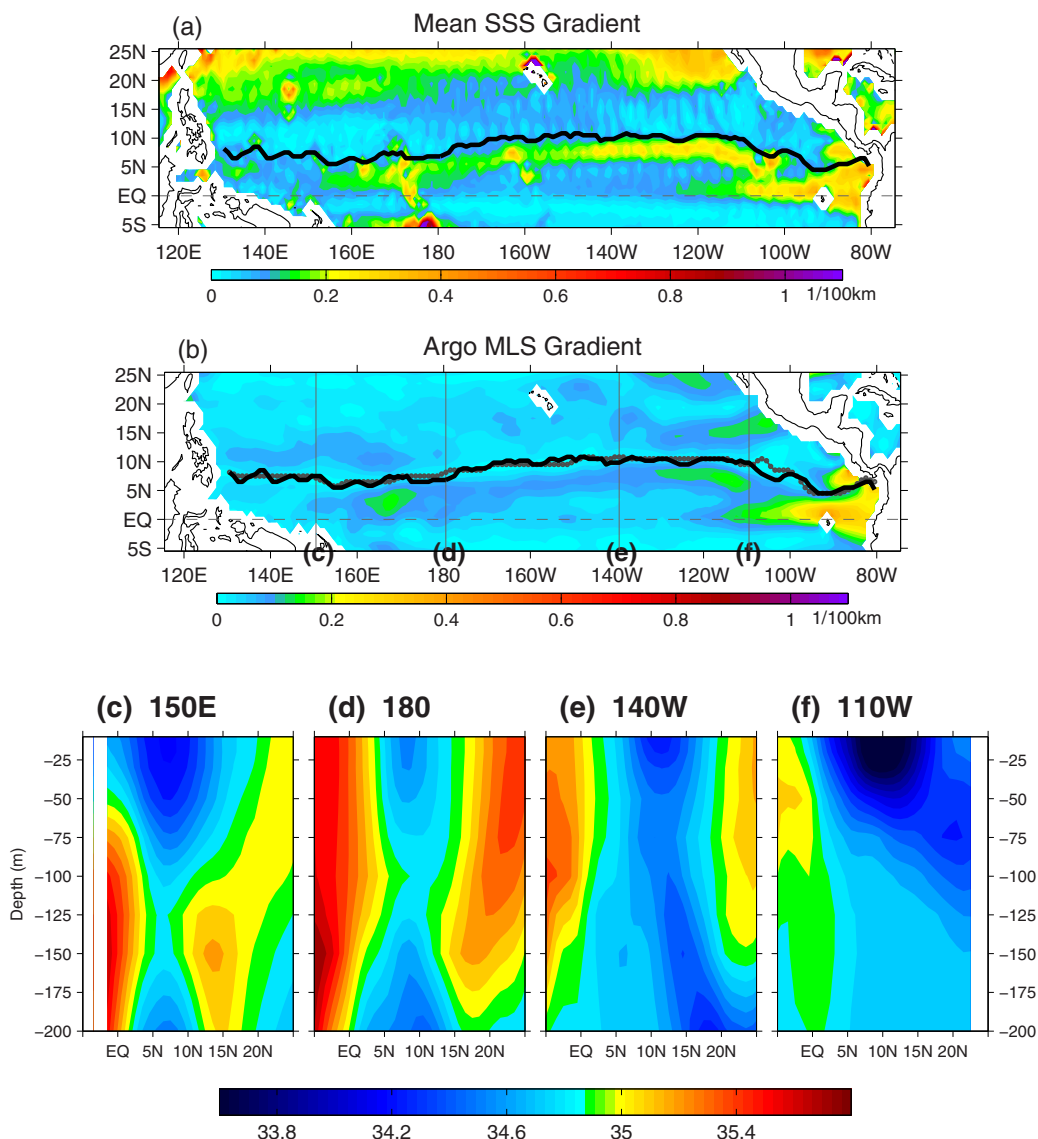 (a) Mean SSS Gradient
25N
20N
15N
10N
5N
EQ
5S
120E 140E 160E 180 160W 140W 120W 100W 80W
0 0.2 0.4 0.6 0.8 1 1/100km
(b) Argo MLS Gradient
25N
20N
15N
10N
5N
EQ
5S
(c) (d) (e) (f)
120E 140E 160E 180 160W 140W 120W 100W 80W
0 0.2 0.4 0.6 0.8 1 1/100km
(c) 150E (d) 180 (e) 140W (f) 110W
Depth (m)
−25 −25
−50 −50
−75 −75
−100 −100
−125 −125
−150 −150
−175 −175
−200 −200
EQ 5N 10N 15N 20N EQ 5N 10N 15N 20N EQ 5N 10N 15N 20N EQ 5N 10N 15N 20N
33.8 34.2 34.6 35 35.4